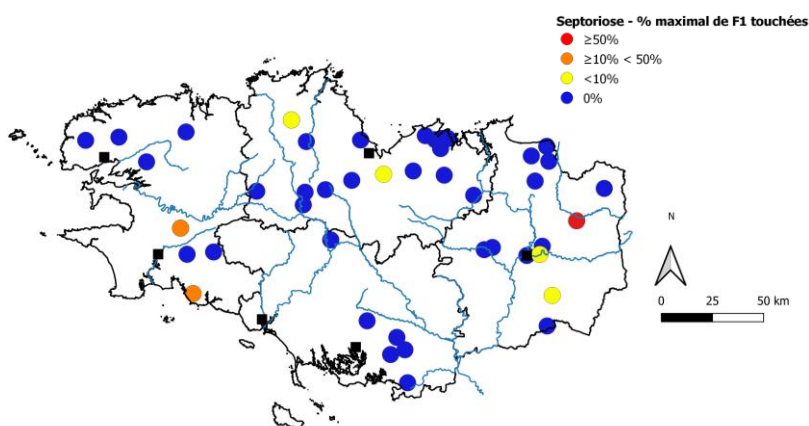 Septoriose - % maximal de F1 touchées
≥50%
≥10% < 50%
<10%
0%
N
0 25 50 km